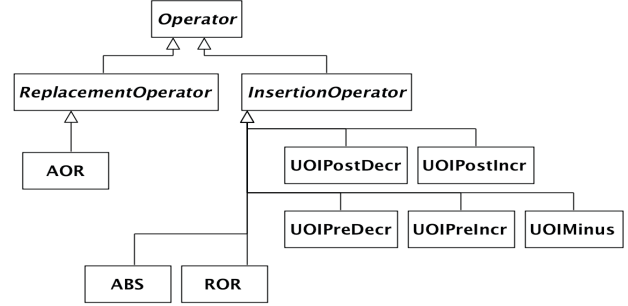 Operator
ReplacementOperator InsertionOperator
AOR UOIPostDecr UOIPostIncr
UOIPreDecr UOIPreIncr UOIMinus
ABS ROR